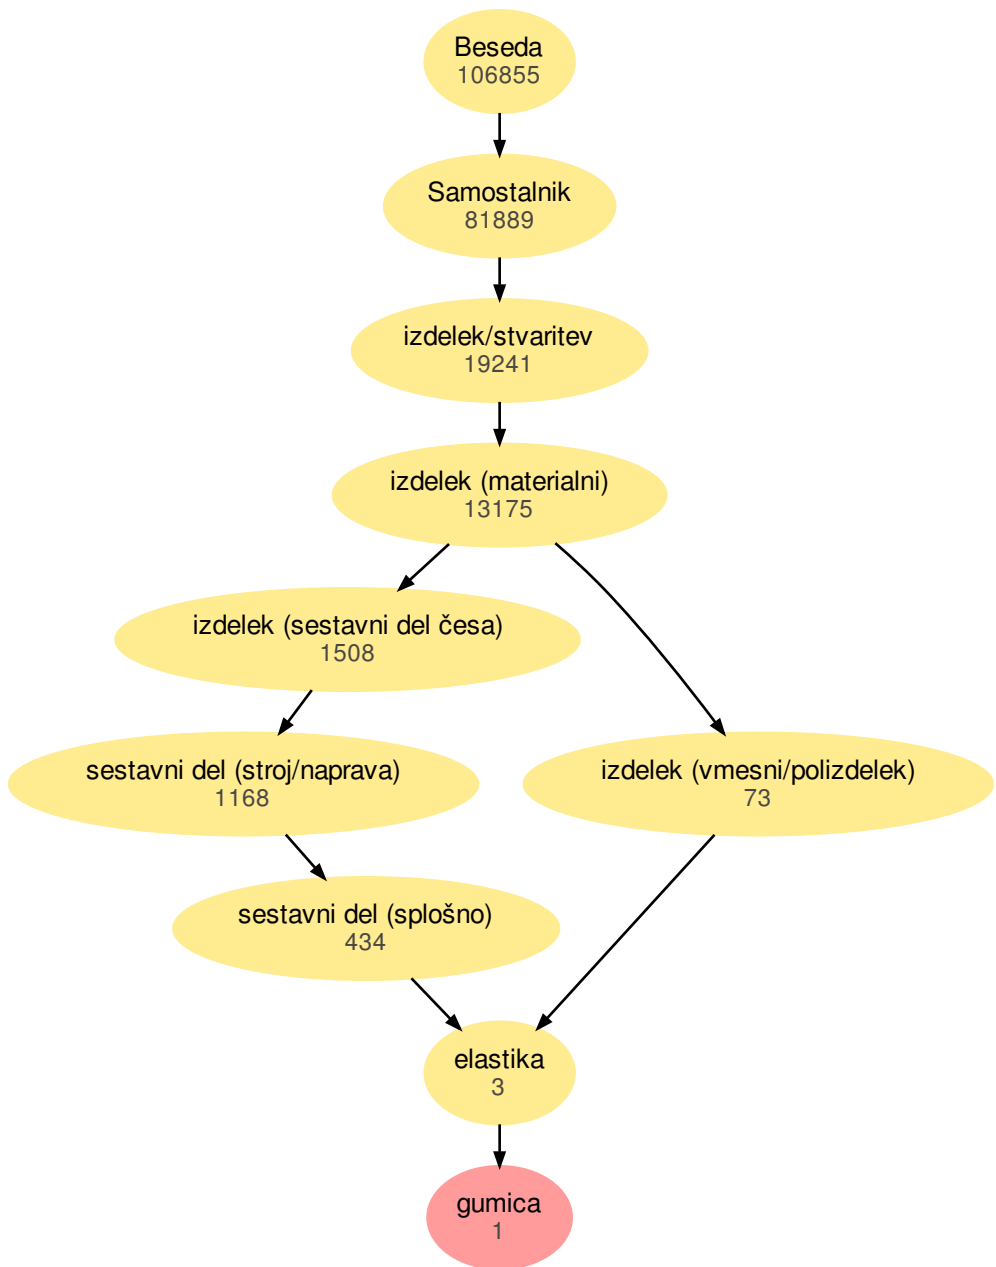 Beseda
106855
Samostalnik
81889
izdelek/stvaritev
19241
izdelek (materialni)
13175
izdelek (sestavni del česa)
1508
sestavni del (stroj/naprava)
1168
izdelek (vmesni/polizdelek)
73
sestavni del (splošno)
434
elastika
3
gumica
1